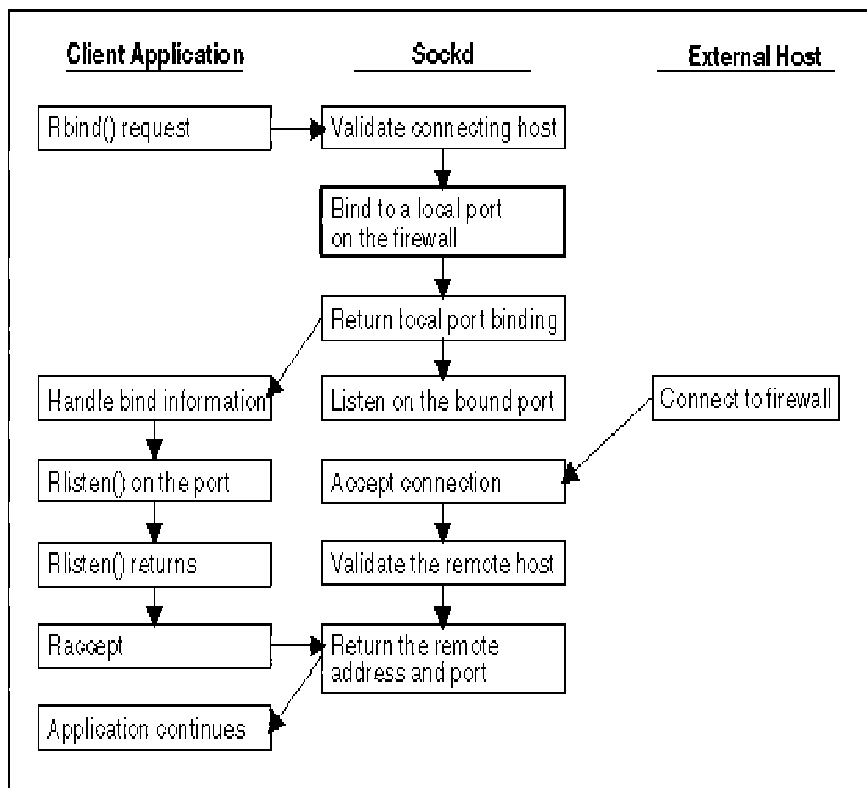 Client Application
Sockd
External Host
Rbind() request
Validate connecting host
Bind to a local port
on the firewall
Return local port binding
Handle bind information
Listen on the bound port
Connect to firewall
Rlisten() on the port
Accept connection
Rlisten() returns
Validate the remote host
Raccept
Return the remote
address and port
Application continues